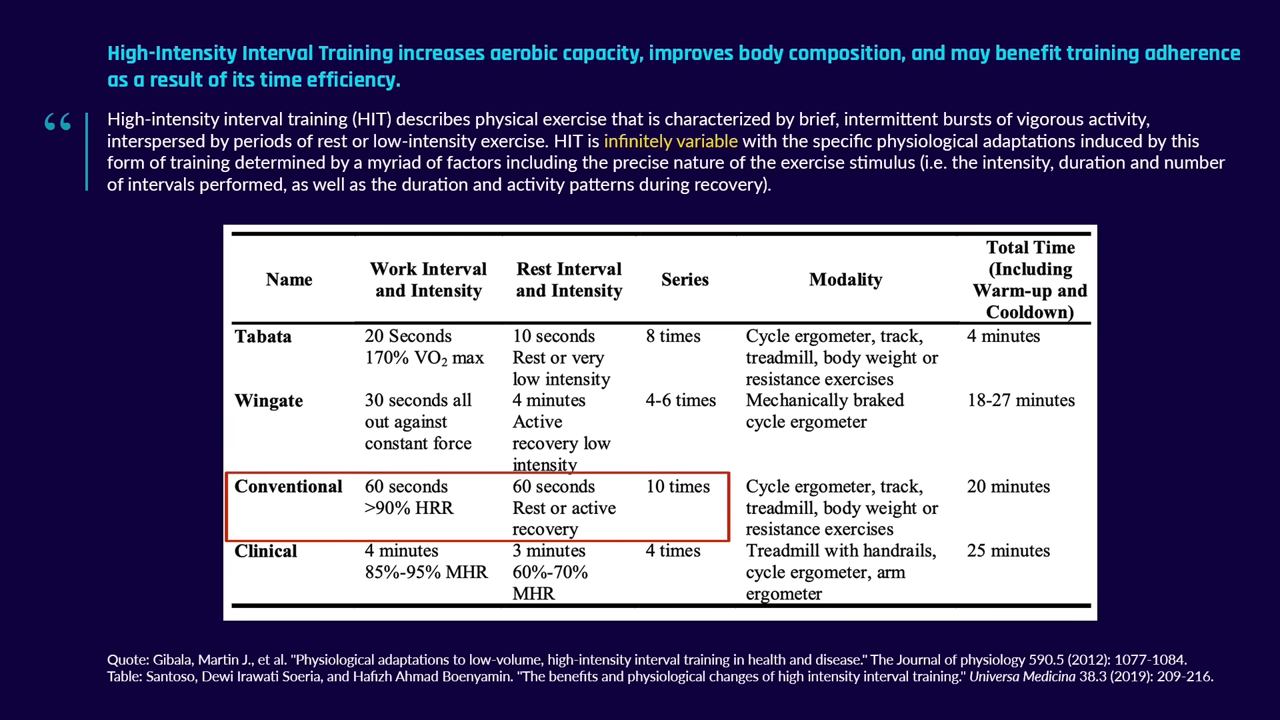 High-Intensity Interval Training increases aerobic capacity, improves body composition, and may benefit training adherence
as a result of its time efficiency.
“
High-intensity interval training (HIT) describes physical exercise that is characterized by brief, intermittent bursts of vigorous activity,
interspersed by periods of rest or low-intensity exercise. HIT is infinitely variable with the specific physiological adaptations induced by this
form of training determined by a myriad of factors including the precise nature of the exercise stimulus (i.e. the intensity, duration and number
of intervals performed, as well as the duration and activity patterns during recovery).
Name
Work Interval
and Intensity
Rest Interval
and Intensity
Series
Modality
Total Time
(Including
Warm-up and
Cooldown)
Tabata
20 Seconds
170% VO2 max
10 seconds
Rest or very
low intensity
8 times
Cycle ergometer, track,
treadmill, body weight or
resistance exercises
4 minutes
Wingate
30 seconds all
out against
constant force
4 minutes
Active
recovery low
intensity
4-6 times
Mechanically braked
cycle ergometer
18-27 minutes
Conventional
60 seconds
>90% HRR
60 seconds
Rest or active
recovery
10 times
Cycle ergometer, track,
treadmill, body weight or
resistance exercises
20 minutes
Clinical
4 minutes
85%-95% MHR
3 minutes
60%-70%
MHR
4 times
Treadmill with handrails,
cycle ergometer, arm
ergometer
25 minutes
Quote: Gibala, Martin J., et al. "Physiological adaptations to low-volume, high-intensity interval training in health and disease." The Journal of physiology 590.5 (2012): 1077-1084.
Table: Santoso, Dewi Irawati Soeria, and Hafizh Ahmad Boenyamin. "The benefits and physiological changes of high intensity interval training." Universa Medicina 38.3 (2019): 209-216.